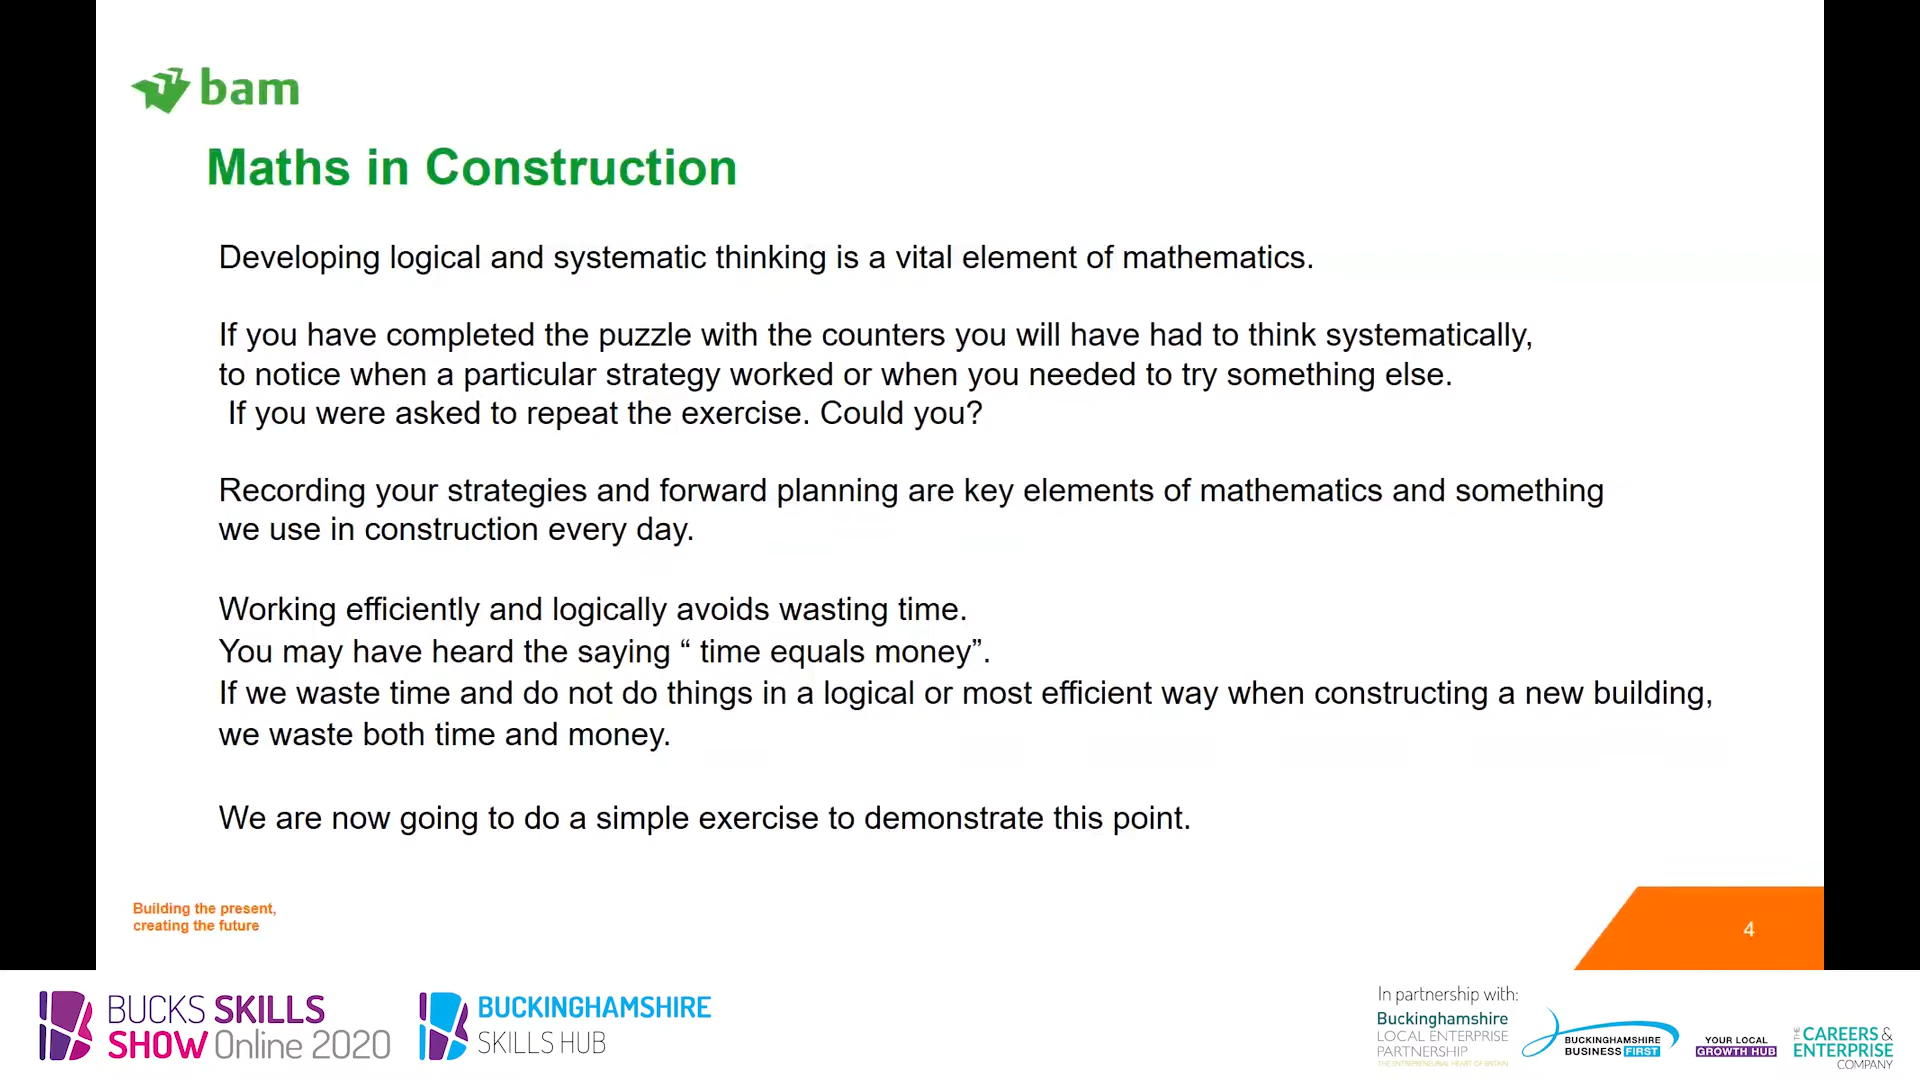 bam
Maths in Construction
Developing logical and systematic thinking is a vital element of mathematics.
If you have completed the puzzle with the counters you will have had to think systematically,
to notice when a particular strategy worked or when you needed to try something else.
If you were asked to repeat the exercise. Could you?
Recording your strategies and forward planning are key elements of mathematics and something
we use in construction every day.
Working efficiently and logically avoids wasting time.
You may have heard the saying “ time equals money”.
If we waste time and do not do things in a logical or most efficient way when constructing a new building,
we waste both time and money.
We are now going to do a simple exercise to demonstrate this point.
Building the present,
creating the future
4
BUCKS SKILLS
SHOW Online 2020
BUCKINGHAMSHIRE
SKILLS HUB
In partnership with:
Buckinghamshire
LOCAL ENTERPRISE
PARTNERSHIP
THE ENTREPRENEURIAL HEART OF BRITAIN
BUCKINGHAMSHIRE
BUSINESS FIRST
YOUR LOCAL
GROWTH HUB
THE CAREERS &
ENTERPRISE
COMPANY